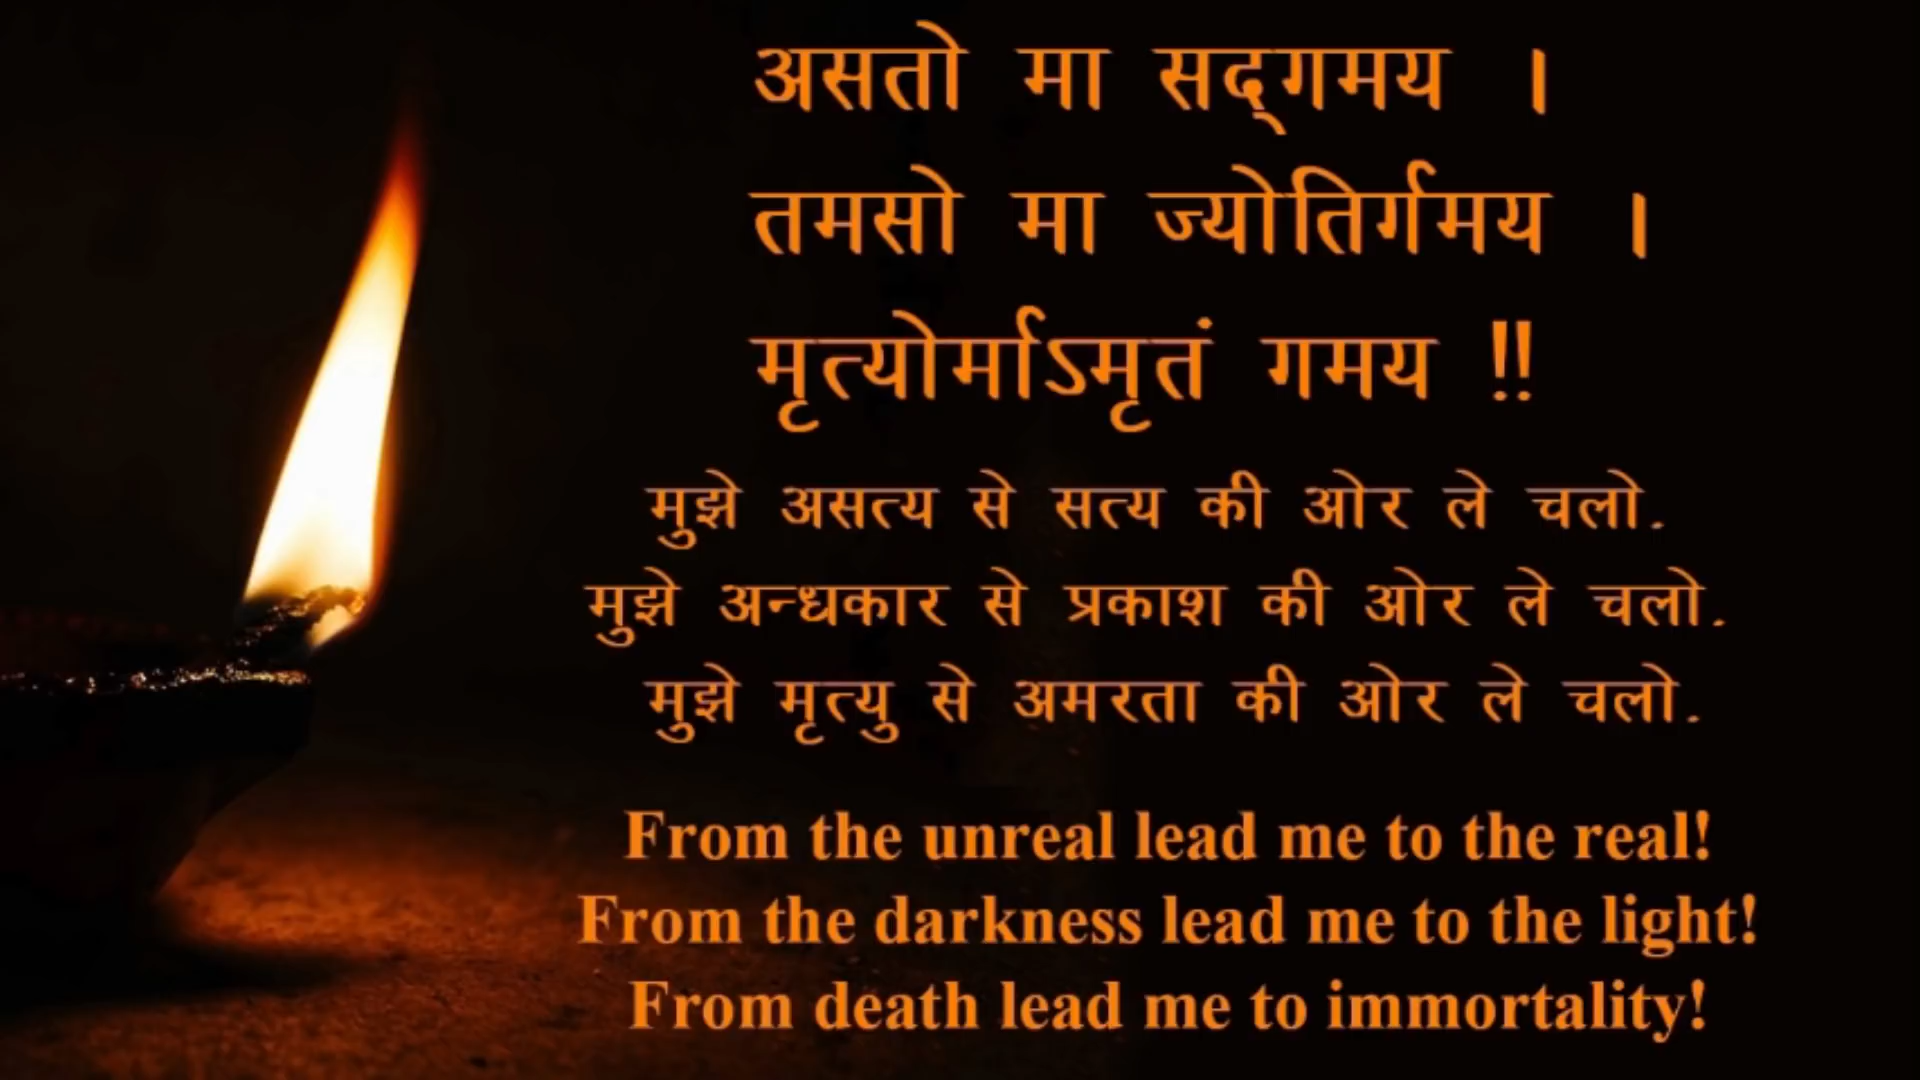 असतो मा सद्‌गमय ।
तमसो मा ज्योतिर्गमय ।
मृत्योर्माऽमृतं गमय !!
मुझे असत्य से सत्य की ओर ले चलो.
मुझे अन्धकार से प्रकाश की ओर ले चलो.
मुझे मृत्यु से अमरता की ओर ले चलो.
From the unreal lead me to the real!
From the darkness lead me to the light!
From death lead me to immortality!